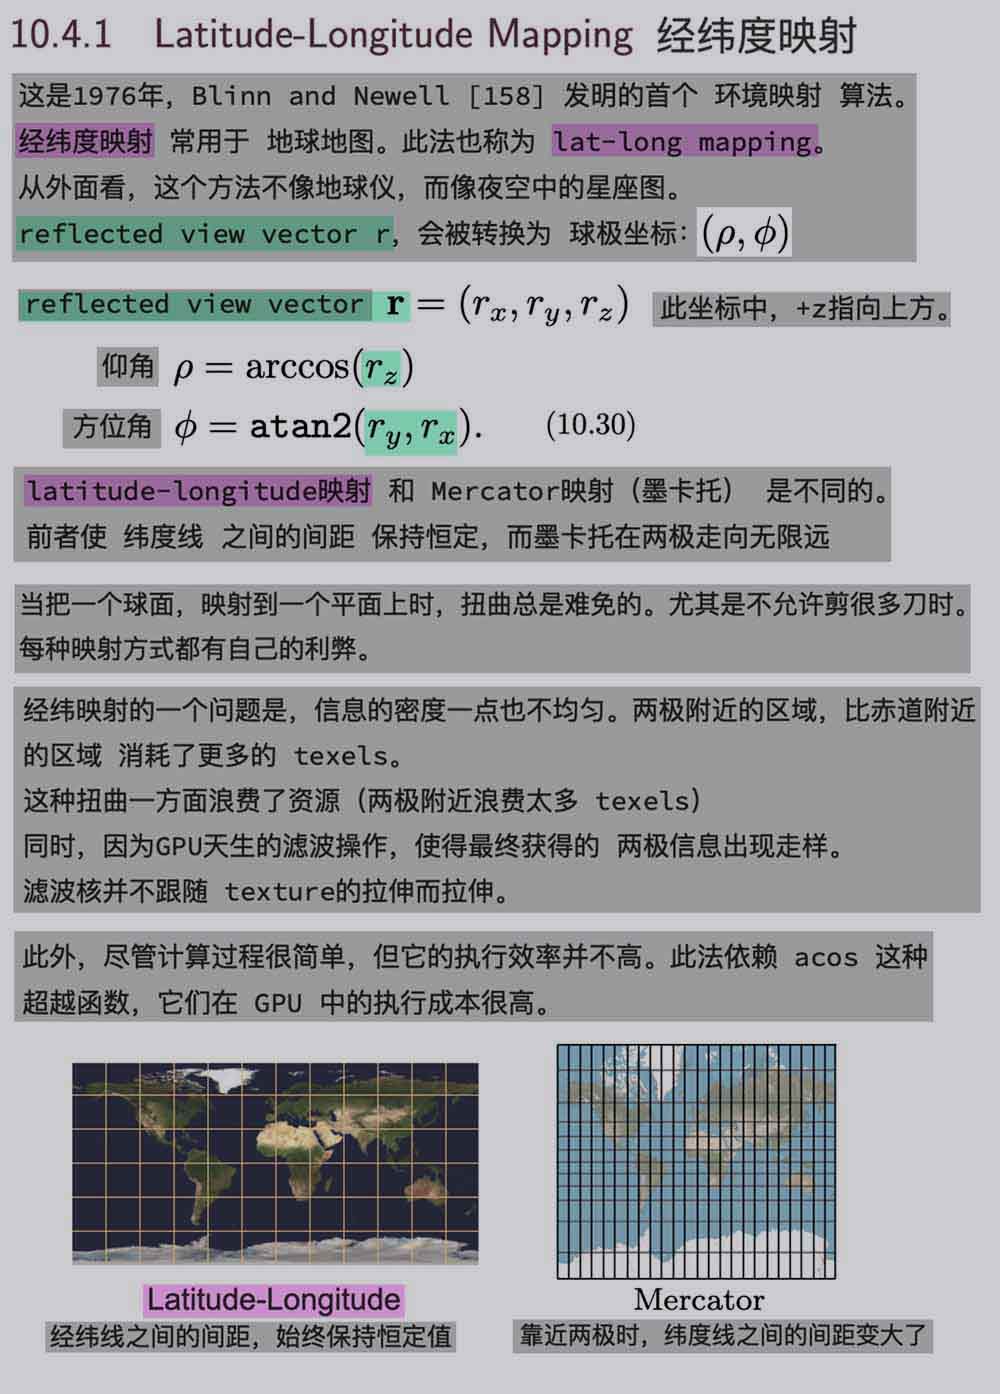 10.4.1 Latitude-Longitude Mapping 经纬度映射
这是1976年，Blinn and Newell [158] 发明的首个 环境映射 算法。
经纬度映射 常用于 地球地图。此法也称为 lat-long mapping。
从外面看，这个方法不像地球仪，而像夜空中的星座图。
reflected view vector r，会被转换为 球极坐标：(ρ, ϕ)
reflected view vector r = (rₓ, r_y, r_z) 此坐标中，+z指向上方。
仰角 ρ = arccos(r_z)
方位角 ϕ = atan2(r_y, rₓ). (10.30)
latitude-longitude映射 和 Mercator映射（墨卡托） 是不同的。
前者使 纬度线 之间的间距 保持恒定，而墨卡托在两极走向无限远
当把一个球面，映射到一个平面上时，扭曲总是难免的。尤其是不允许剪很多刀时。
每种映射方式都有自己的利弊。
经纬映射的一个问题是，信息的密度一点也不均匀。两极附近的区域，比赤道附近
的区域 消耗了更多的 texels。
这种扭曲一方面浪费了资源（两极附近浪费太多 texels）
同时，因为GPU天生的滤波操作，使得最终获得的 两极信息出现走样。
滤波核并不跟随 texture的拉伸而拉伸。
此外，尽管计算过程很简单，但它的执行效率并不高。此法依赖 acos 这种
超越函数，它们在 GPU 中的执行成本很高。
Latitude-Longitude
经纬线之间的间距，始终保持恒定值
Mercator
靠近两极时，纬度线之间的间距变大了